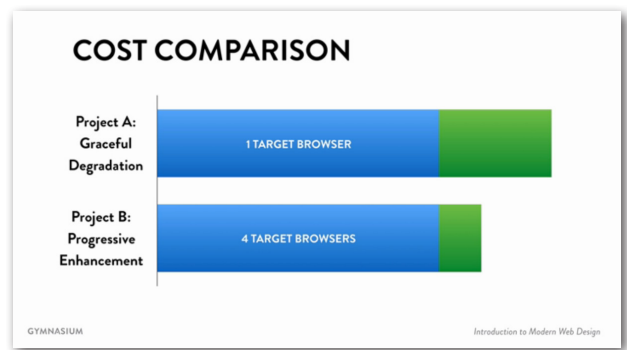 COST COMPARISON
Project A:
Graceful
Degradation
1 TARGET BROWSER
Project B:
Progressive
Enhancement
4 TARGET BROWSERS
GYMNASIUM
Introduction to Modern Web Design